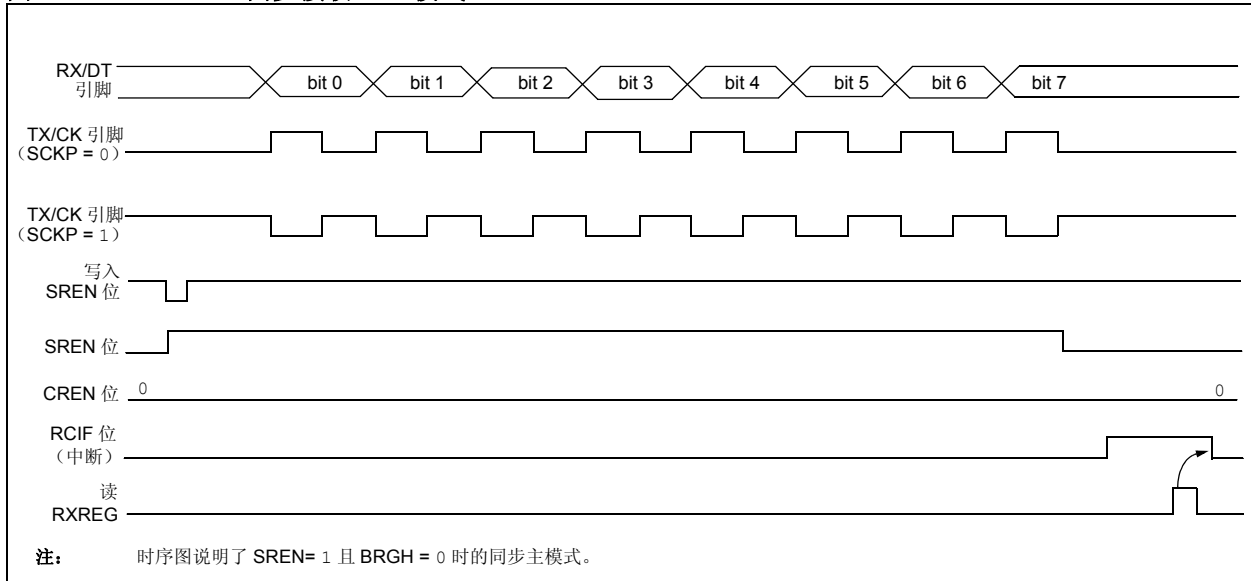 RX/DT
引脚
bit 0 bit 1 bit 2 bit 3 bit 4 bit 5 bit 6 bit 7
TX/CK 引脚
（SCKP = 0）
TX/CK 引脚
（SCKP = 1）
写入
SREN 位
SREN 位
CREN 位 0 0
RCIF 位
（中断）
读
RXREG
注： 时序图说明了 SREN= 1 且 BRGH = 0 时的同步主模式。